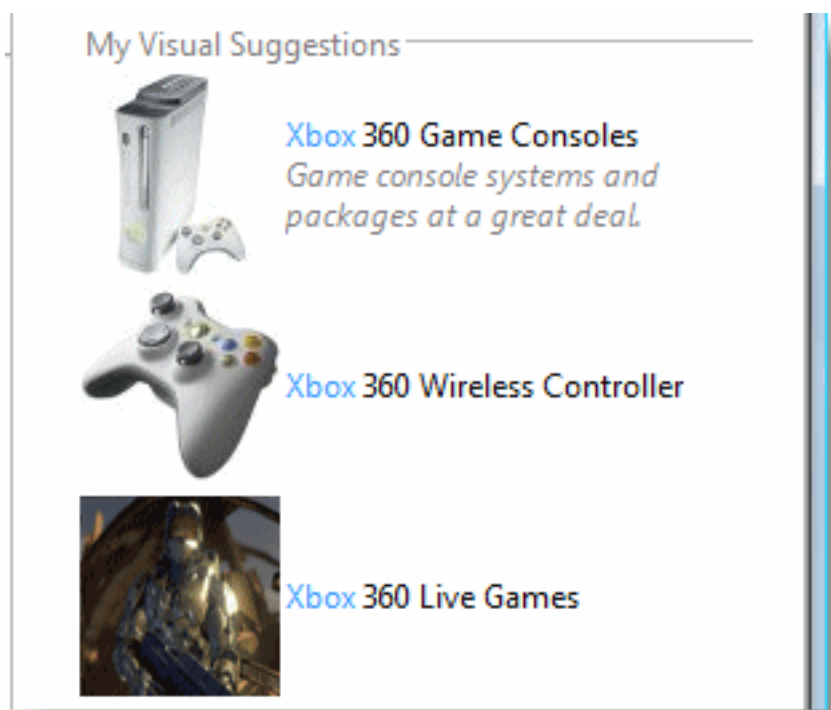 My Visual Suggestions
Xbox 360 Game Consoles
Game console systems and
packages at a great deal.
Xbox 360 Wireless Controller
Xbox 360 Live Games